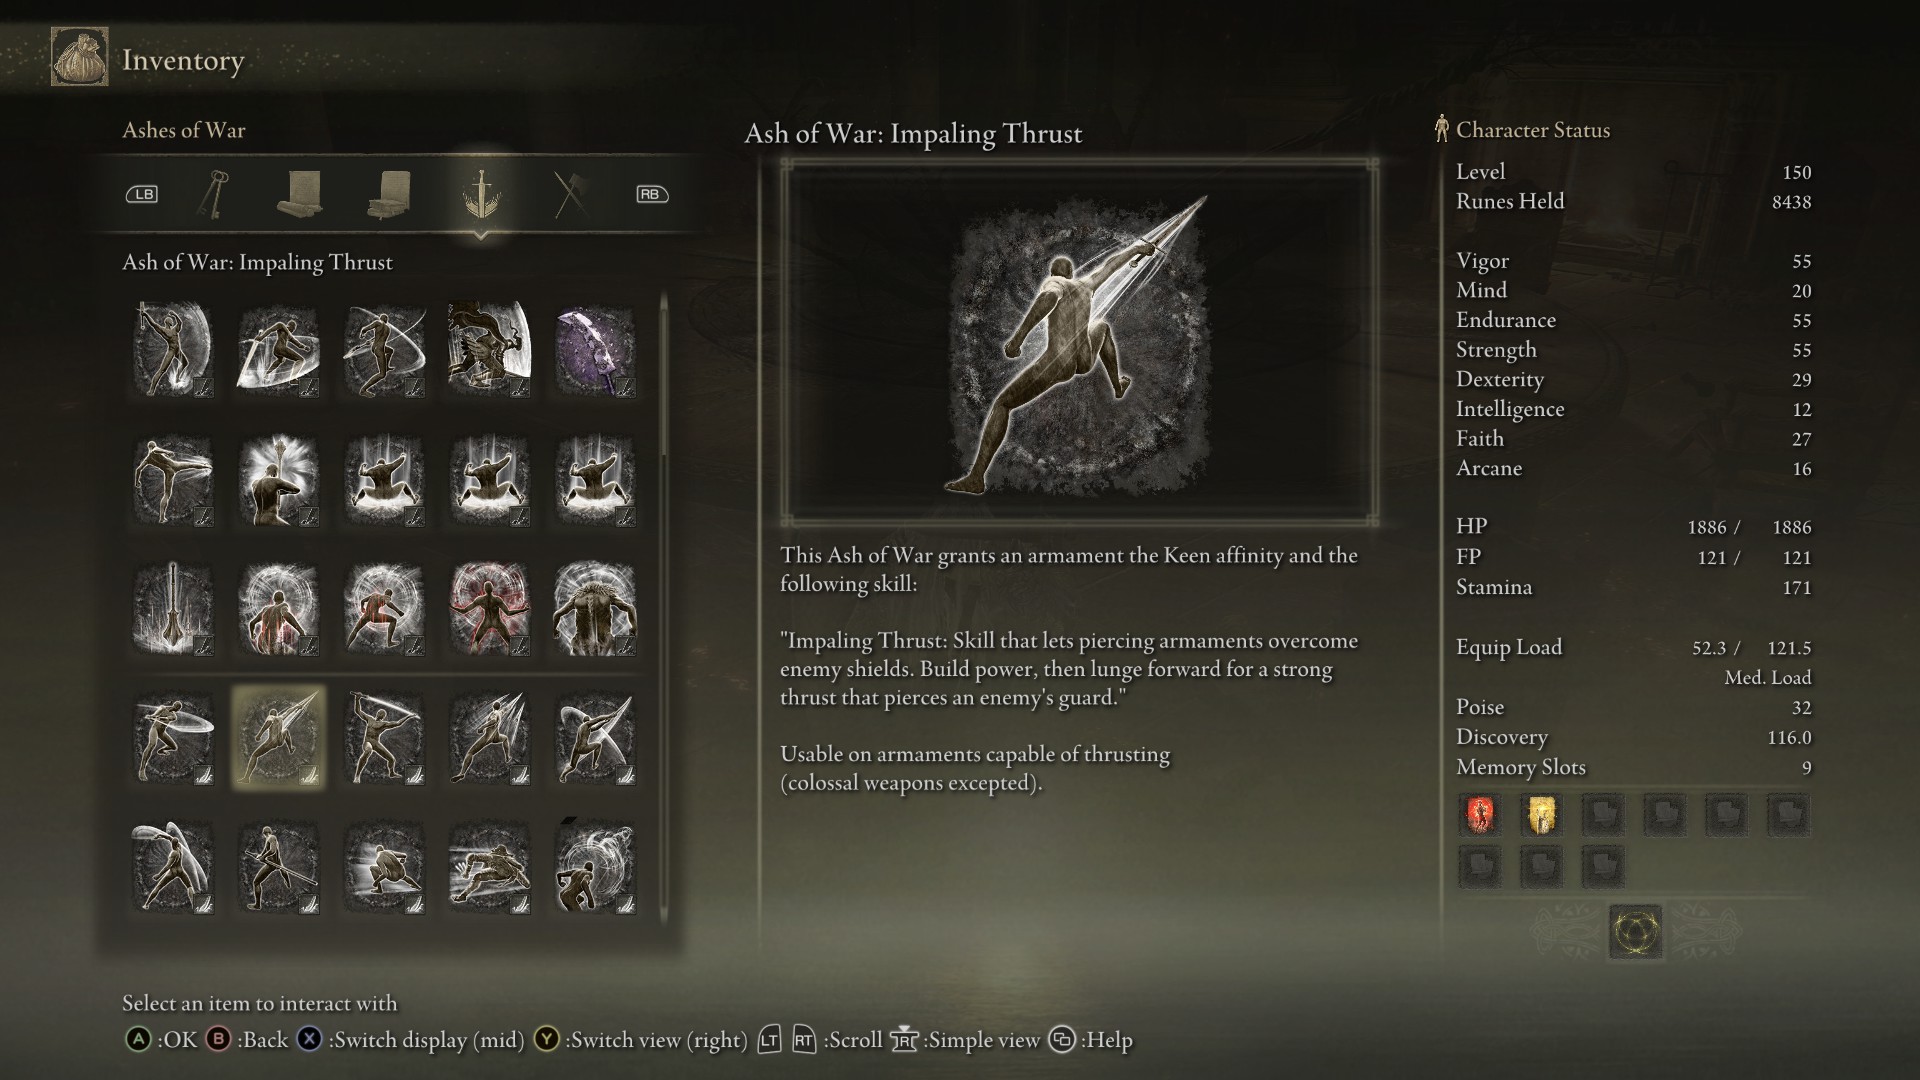 Inventory
Ashes of War
LB
RB
Ash of War: Impaling Thrust
Ash of War: Impaling Thrust
This Ash of War grants an armament the Keen affinity and the
following skill:
"Impaling Thrust: Skill that lets piercing armaments overcome
enemy shields. Build power, then lunge forward for a strong
thrust that pierces an enemy's guard."
Usable on armaments capable of thrusting
(colossal weapons excepted).
Character Status
Level 150
Runes Held 8438
Vigor 55
Mind 20
Endurance 55
Strength 55
Dexterity 29
Intelligence 12
Faith 27
Arcane 16
HP 1886 / 1886
FP 121 / 121
Stamina 171
Equip Load 52.3 / 121.5
Med. Load
Poise 32
Discovery 116.0
Memory Slots 9
Select an item to interact with
A :OK B :Back X :Switch display (mid) Y :Switch view (right) LT RT :Scroll R :Simple view :Help